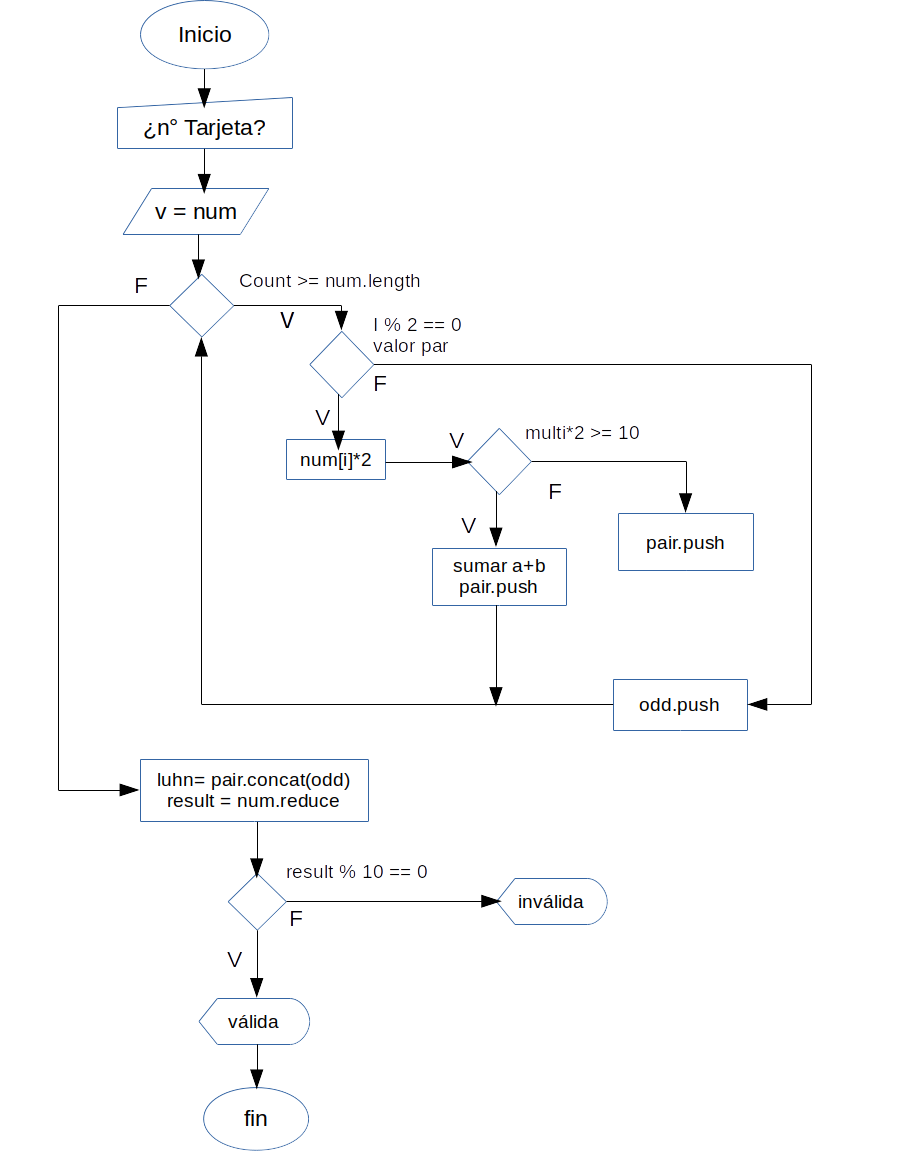 Inicio
¿n° Tarjeta?
v = num
F
Count >= num.length
V
I % 2 == 0
valor par
F
V
num[i]*2
V
multi*2 >= 10
F
V
pair.push
sumar a+b
pair.push
odd.push
luhn= pair.concat(odd)
result = num.reduce
result % 10 == 0
F
inválida
V
válida
fin